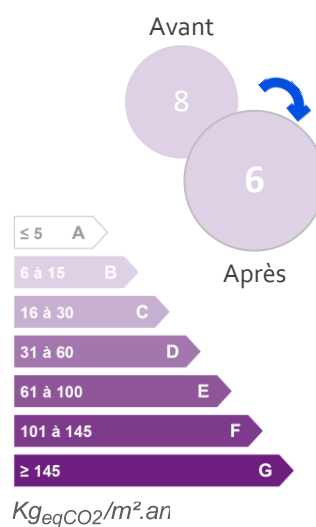 Avant
8
6
Après
≤ 5 A
6 à 15 B
16 à 30 C
31 à 60 D
61 à 100 E
101 à 145 F
≥ 145 G
KgeqCO2/m².an